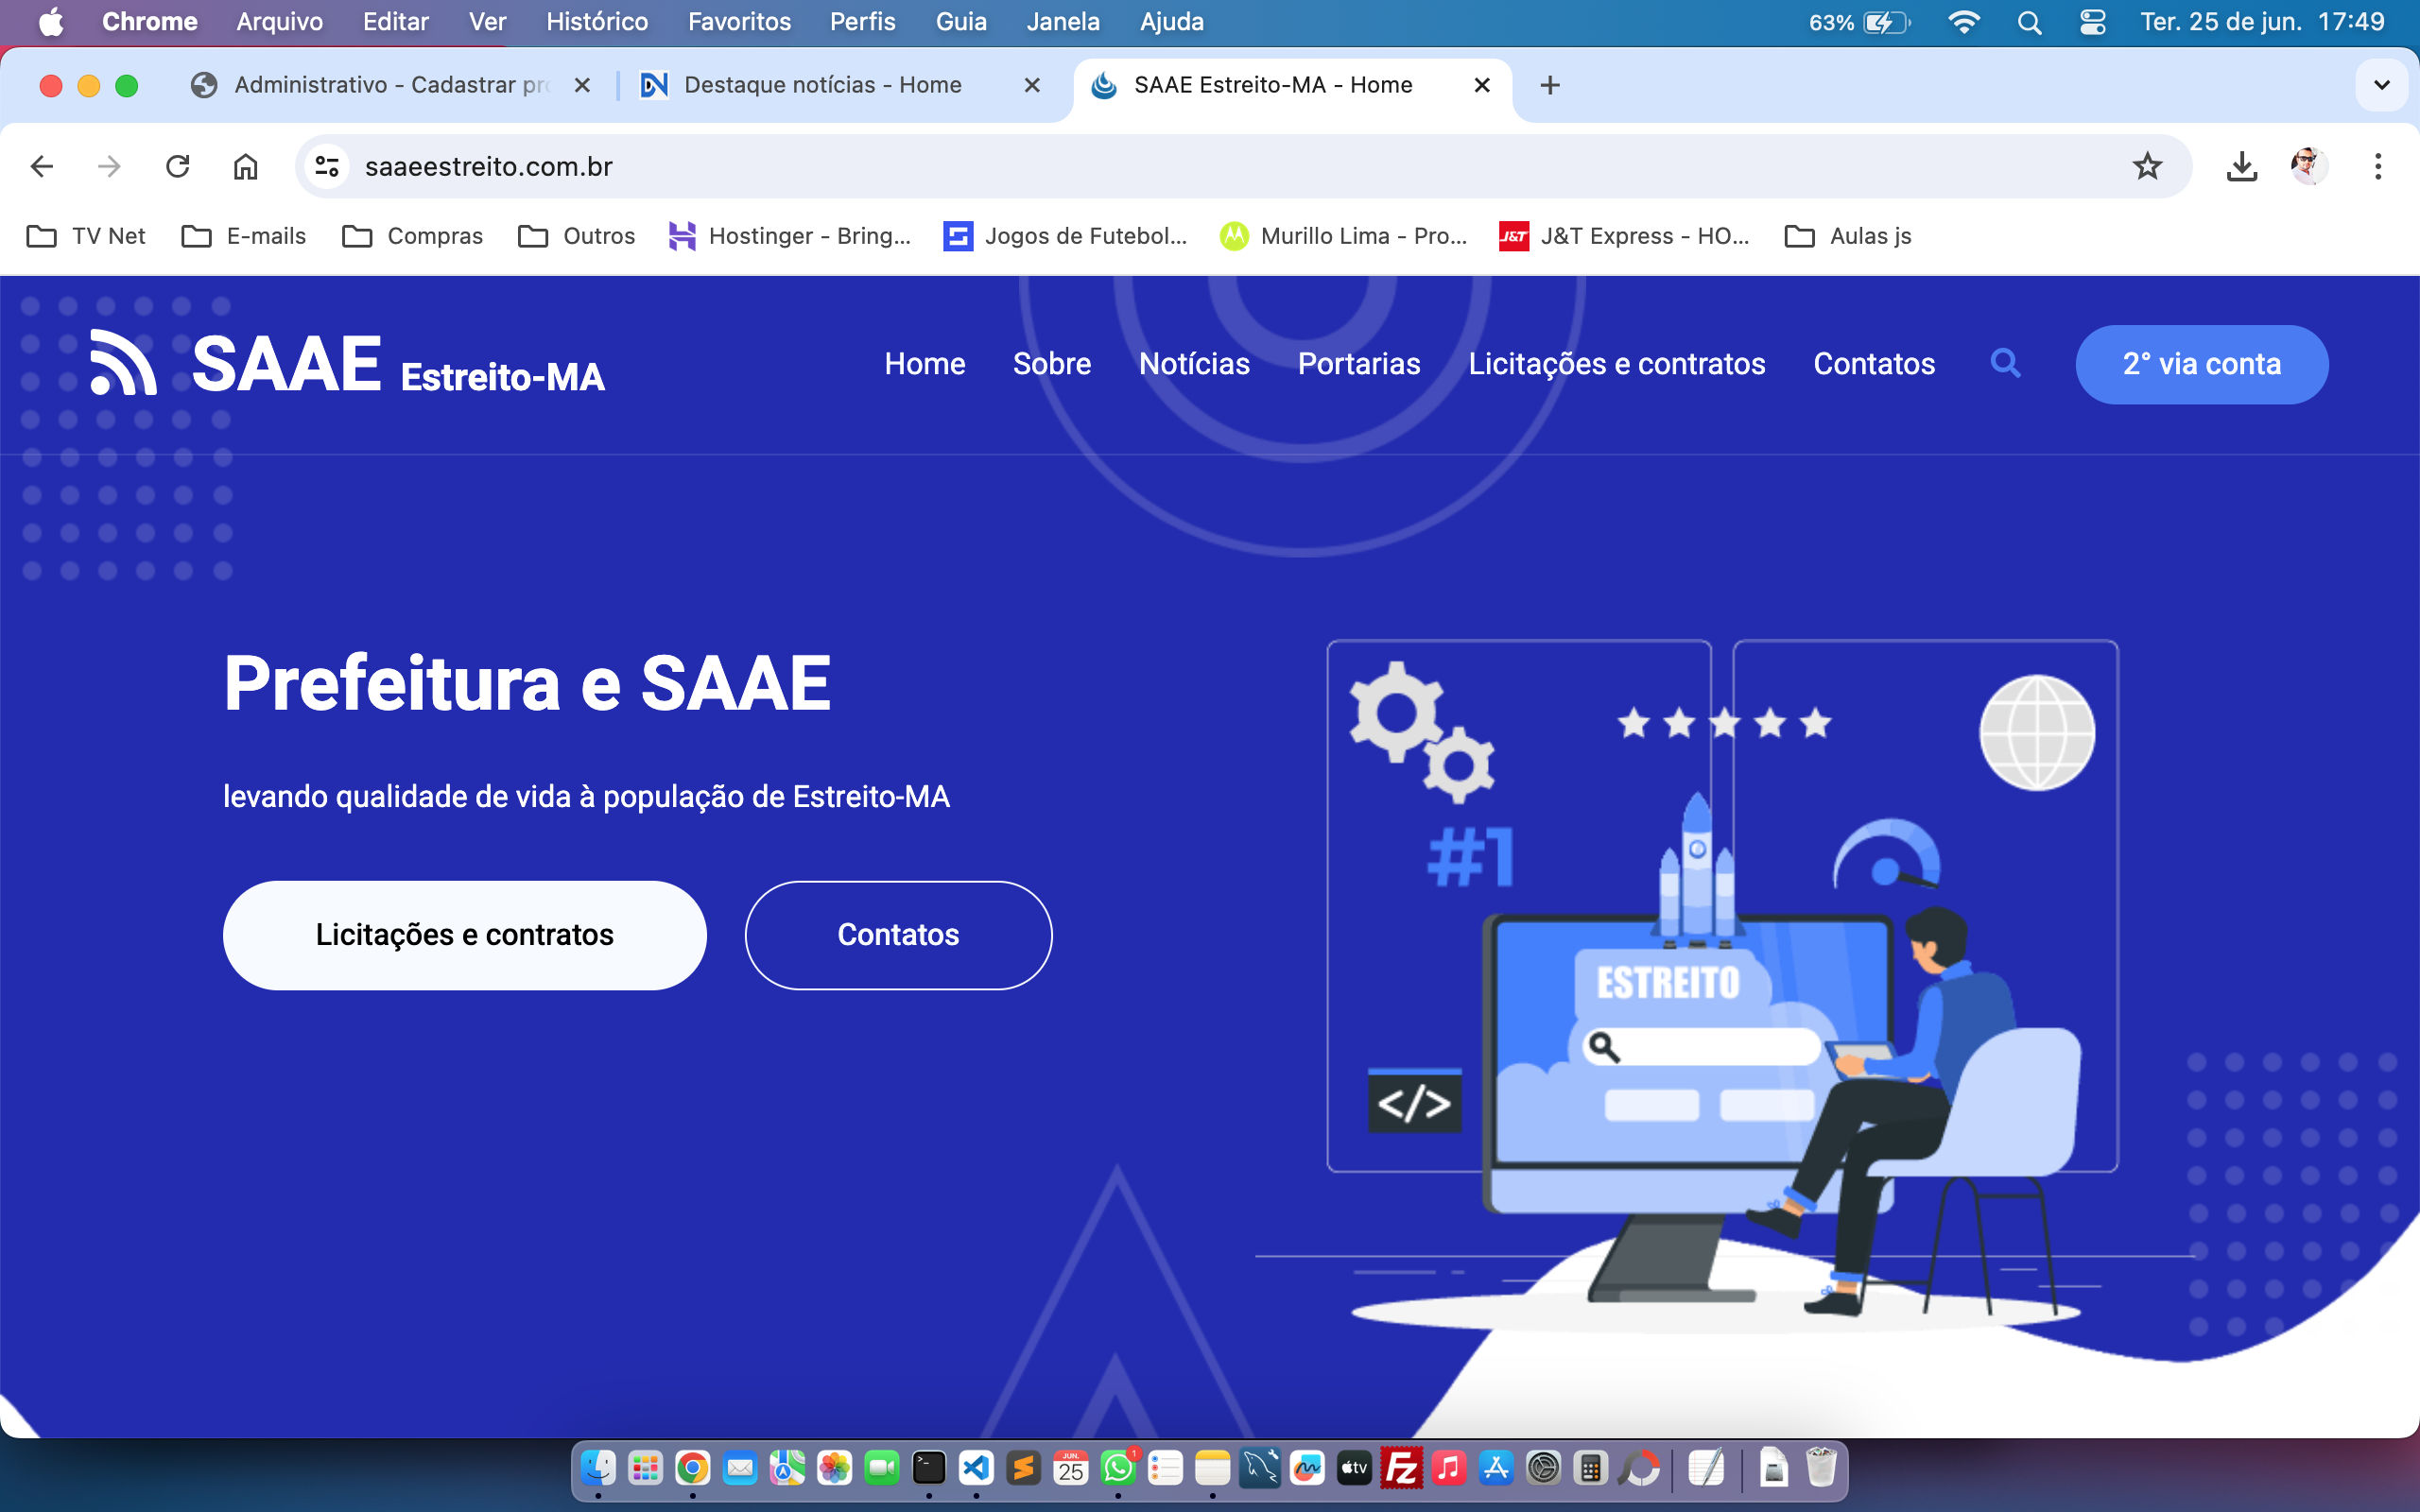 Chrome Arquivo Editar Ver Histórico Favoritos Perfis Guia Janela Ajuda 63% Ter. 25 de jun. 17:49
Administrativo - Cadastrar pr Destaque notícias - Home SAAE Estreito-MA - Home
saaeestreito.com.br
TV Net E-mails Compras Outros Hostinger - Bring... Jogos de Futebol... Murillo Lima - Pro... J&T J&T Express - HO... Aulas js
SAAE Estreito-MA Home Sobre Notícias Portarias Licitações e contratos Contatos 2° via conta
Prefeitura e SAAE
levando qualidade de vida à população de Estreito-MA
Licitações e contratos Contatos
#1
ESTREITO
</>
JUN.
25
1
tv
Fz